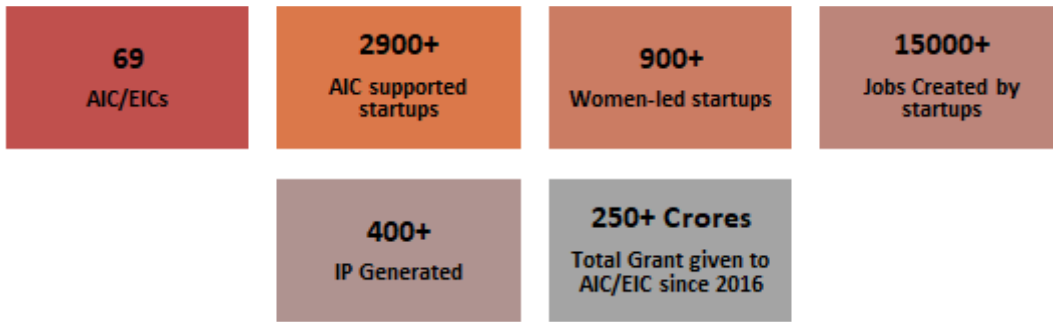 69
AIC/EICs
2900+
AIC supported
startups
900+
Women-led startups
15000+
Jobs Created by
startups
400+
IP Generated
250+ Crores
Total Grant given to
AIC/EIC since 2016